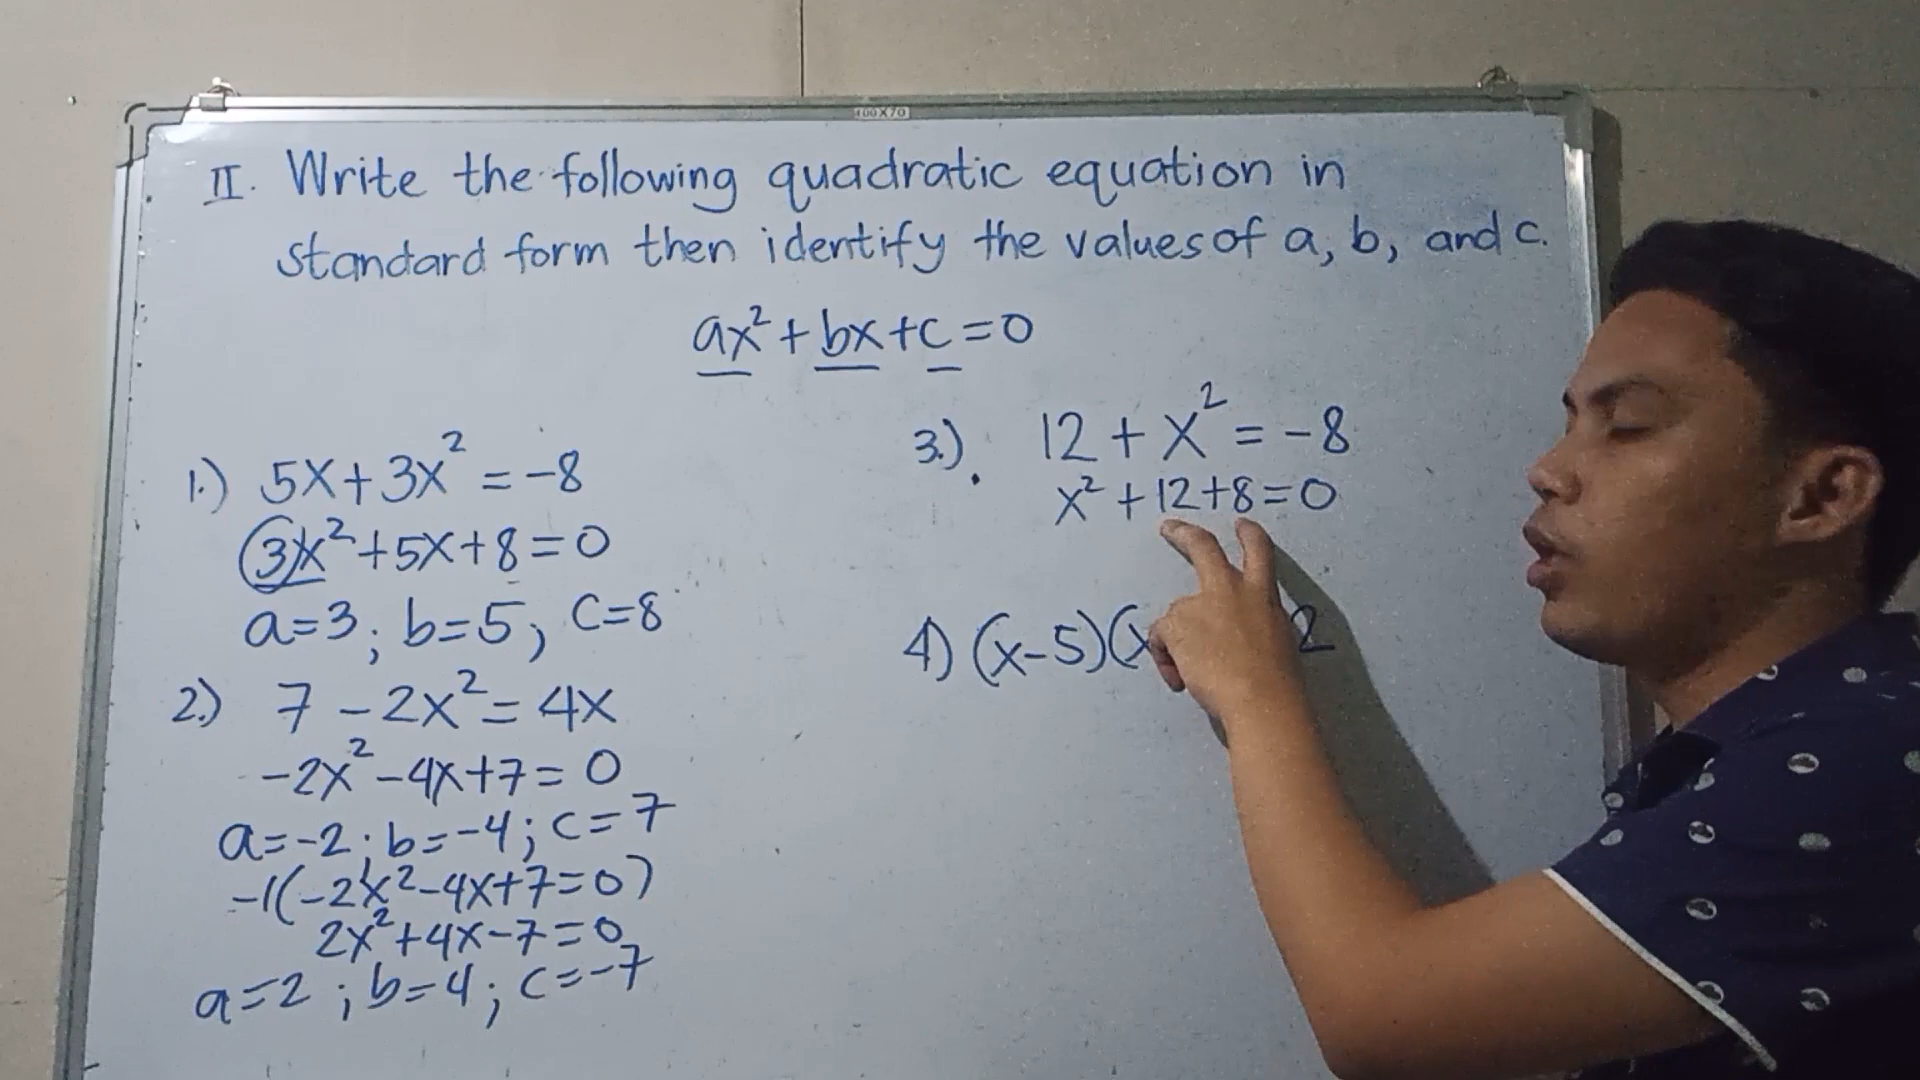 400X70
II. Write the following quadratic equation in
standard form then identify the values of a, b, and c.
ax²+bx+c=0
1.) 5x+3x²=-8
3x²+5x+8=0
a=3; b=5; c=8
2.) 7-2x²=4x
-2x²-4x+7=0
a=-2; b=-4; c=7
-1(-2x²-4x+7=0)
2x²+4x-7=0
a=2; b=4; c=-7
3.) 12+x²=-8
x²+12+8=0
4) (x-5)(x 2